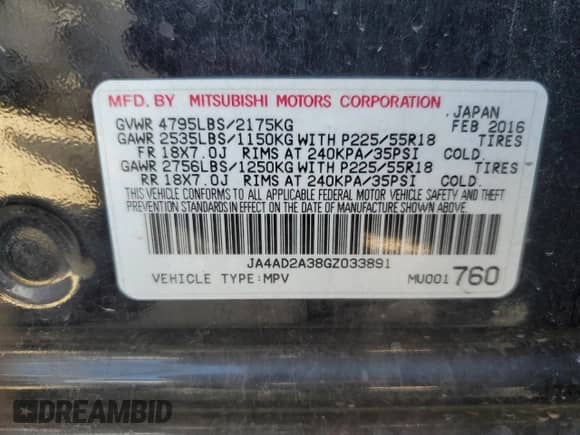 MFD. BY MITSUBISHI MOTORS CORPORATION
JAPAN
GVWR 4795LBS/2175KG FEB 2016
GAWR 2535LBS/1150KG WITH P225/55R18 TIRES
FR 18X7.0J RIMS AT 240KPA/35PSI COLD.
GAWR 2756LBS/1250KG WITH P225/55R18 TIRES
RR 18X7.0J RIMS AT 240KPA/35PSI COLD.
THIS VEHICLE CONFORMS TO ALL APPLICABLE FEDERAL MOTOR VEHICLE SAFETY AND THEFT
PREVENTION STANDARDS IN EFFECT ON THE DATE OF MANUFACTURE SHOWN ABOVE.
JA4AD2A38GZ033891
VEHICLE TYPE:MPV MU001 760
DREAMBID